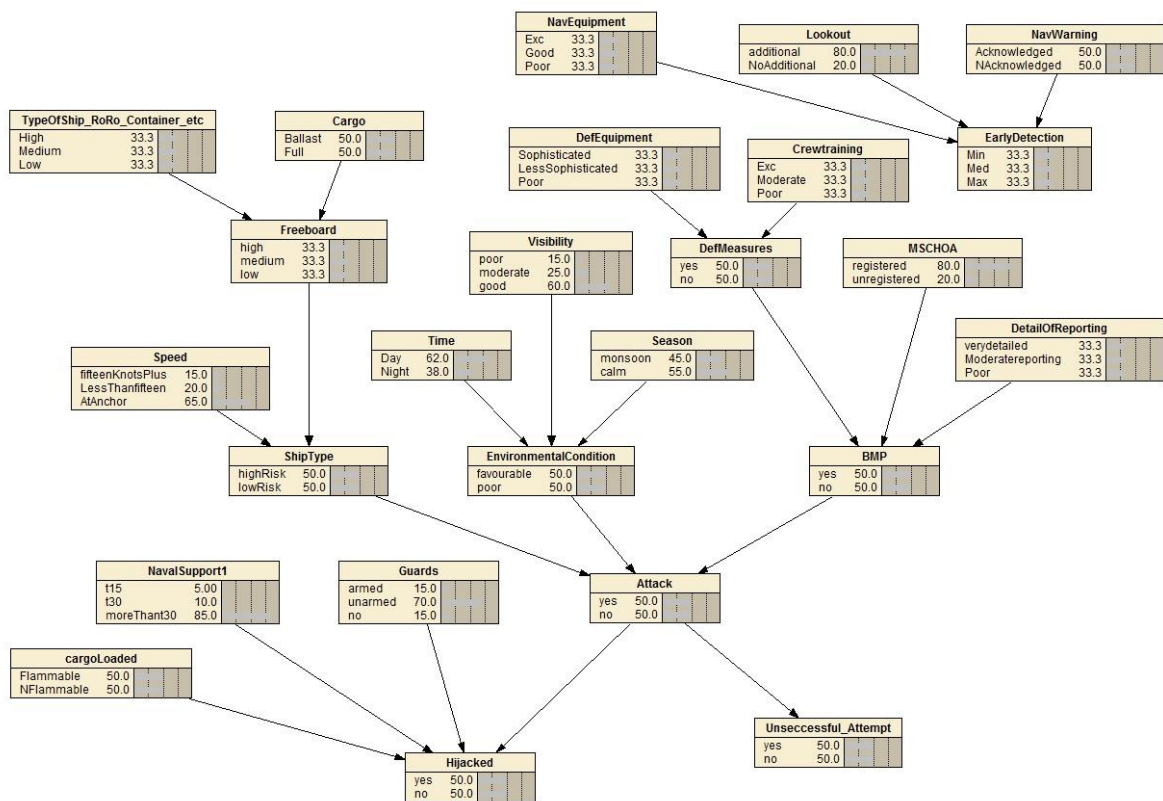 NavEquipment
Exc 33.3
Good 33.3
Poor 33.3
Lookout
additional 80.0
NoAdditional 20.0
NavWarning
Acknowledged 50.0
NAcknowledged 50.0
TypeOfShip_RoRo_Container_etc
High 33.3
Medium 33.3
Low 33.3
Cargo
Ballast 50.0
Full 50.0
DefEquipment
Sophisticated 33.3
LessSophisticated 33.3
Poor 33.3
Crewtraining
Exc 33.3
Moderate 33.3
Poor 33.3
EarlyDetection
Min 33.3
Med 33.3
Max 33.3
Freeboard
high 33.3
medium 33.3
low 33.3
Visibility
poor 15.0
moderate 25.0
good 60.0
DefMeasures
yes 50.0
no 50.0
MSCHOA
registered 80.0
unregistered 20.0
Speed
fifteenKnotsPlus 15.0
LessThanfifteen 20.0
AtAnchor 65.0
Time
Day 62.0
Night 38.0
Season
monsoon 45.0
calm 55.0
DetailOfReporting
verydetailed 33.3
Moderatereporting 33.3
Poor 33.3
ShipType
highRisk 50.0
lowRisk 50.0
EnvironmentalCondition
favourable 50.0
poor 50.0
BMP
yes 50.0
no 50.0
NavalSupport1
t15 5.00
t30 10.0
moreThant30 85.0
Guards
armed 15.0
unarmed 70.0
no 15.0
Attack
yes 50.0
no 50.0
cargoLoaded
Flammable 50.0
NFlammable 50.0
Hijacked
yes 50.0
no 50.0
Unseccessful_Attempt
yes 50.0
no 50.0